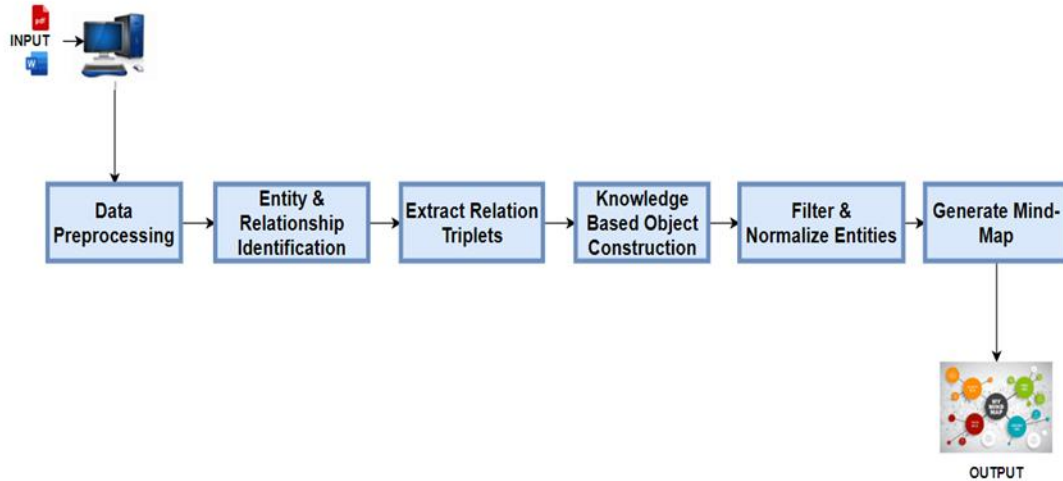 pdf
INPUT
W
Data
Preprocessing
Entity &
Relationship
Identification
Extract Relation
Triplets
Knowledge
Based Object
Construction
Filter &
Normalize Entities
Generate Mind-
Map
MY
MIND
MAP
OUTPUT